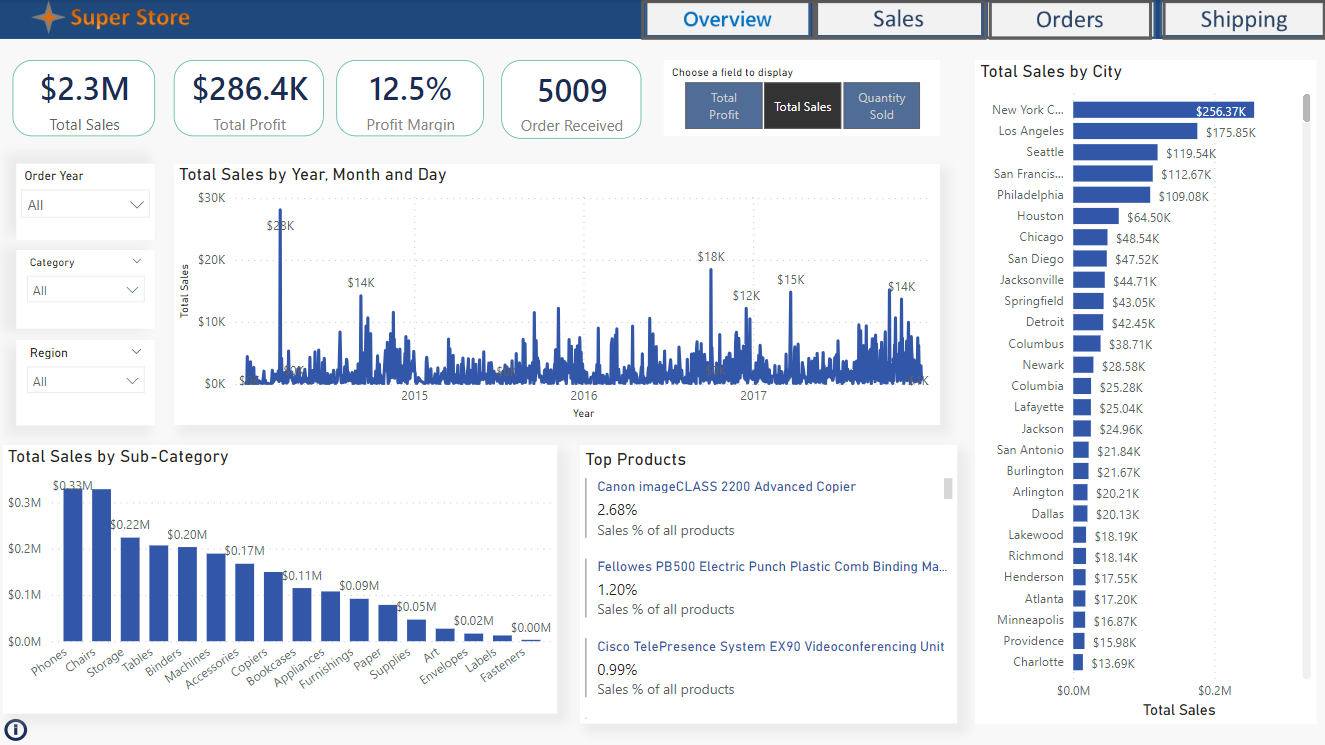 Super Store
Overview
Sales
Orders
Shipping
$2.3M
Total Sales
$286.4K
Total Profit
12.5%
Profit Margin
5009
Order Received
Choose a field to display
Total
Profit
Total Sales
Quantity
Sold
Order Year
All
Category
All
Region
All
Total Sales by Year, Month and Day
Total Sales
$30K
$20K
$10K
$0K
$28K
$14K
$18K
$12K
$15K
$14K
2015
2016
2017
Year
Total Sales by Sub-Category
$0.3M
$0.2M
$0.1M
$0.0M
$0.33M
$0.22M
$0.20M
$0.17M
$0.11M
$0.09M
$0.05M
$0.02M
$0.00M
Phones
Chairs
Storage
Tables
Binders
Machines
Accessories
Copiers
Bookcases
Appliances
Furnishings
Paper
Supplies
Art
Envelopes
Labels
Fasteners
Top Products
Canon imageCLASS 2200 Advanced Copier
2.68%
Sales % of all products
Fellowes PB500 Electric Punch Plastic Comb Binding Ma...
1.20%
Sales % of all products
Cisco TelePresence System EX90 Videoconferencing Unit
0.99%
Sales % of all products
Total Sales by City
New York C... $256.37K
Los Angeles $175.85K
Seattle $119.54K
San Francis... $112.67K
Philadelphia $109.08K
Houston $64.50K
Chicago $48.54K
San Diego $47.52K
Jacksonville $44.71K
Springfield $43.05K
Detroit $42.45K
Columbus $38.71K
Newark $28.58K
Columbia $25.28K
Lafayette $25.04K
Jackson $24.96K
San Antonio $21.84K
Burlington $21.67K
Arlington $20.21K
Dallas $20.13K
Lakewood $18.19K
Richmond $18.14K
Henderson $17.55K
Atlanta $17.20K
Minneapolis $16.87K
Providence $15.98K
Charlotte $13.69K
$0.0M
$0.2M
Total Sales